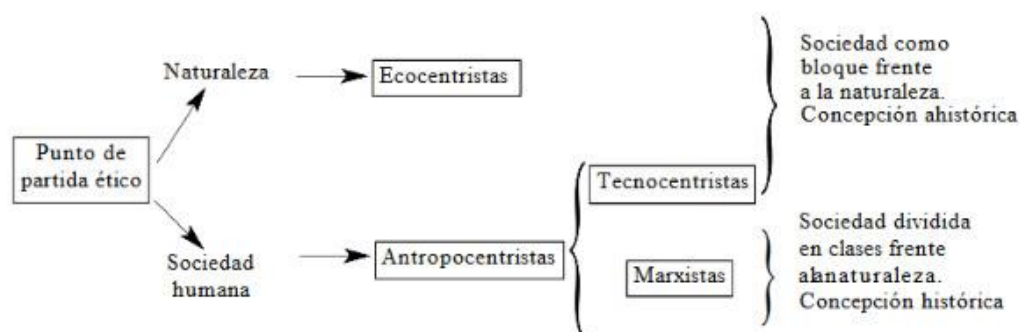 Punto de
partida ético
Naturaleza
Ecocentristas
Sociedad
humana
Antropocentristas
Tecnocentristas
Marxistas
Sociedad como
bloque frente
a la naturaleza.
Concepción ahistórica
Sociedad dividida
en clases frente
alanaturaleza.
Concepción histórica